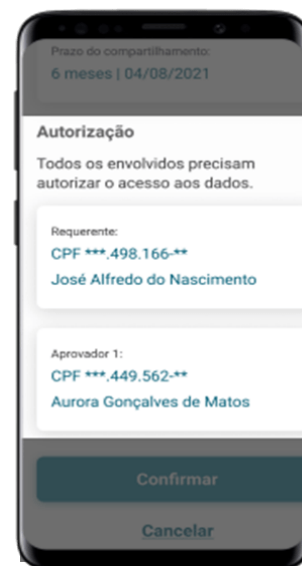 Prazo do compartilhamento:
6 meses | 04/08/2021
Autorização
Todos os envolvidos precisam
autorizar o acesso aos dados.
Requerente:
CPF ***.498.166-**
José Alfredo do Nascimento
Aprovador 1:
CPF ***.449.562-**
Aurora Gonçalves de Matos
Confirmar
Cancelar